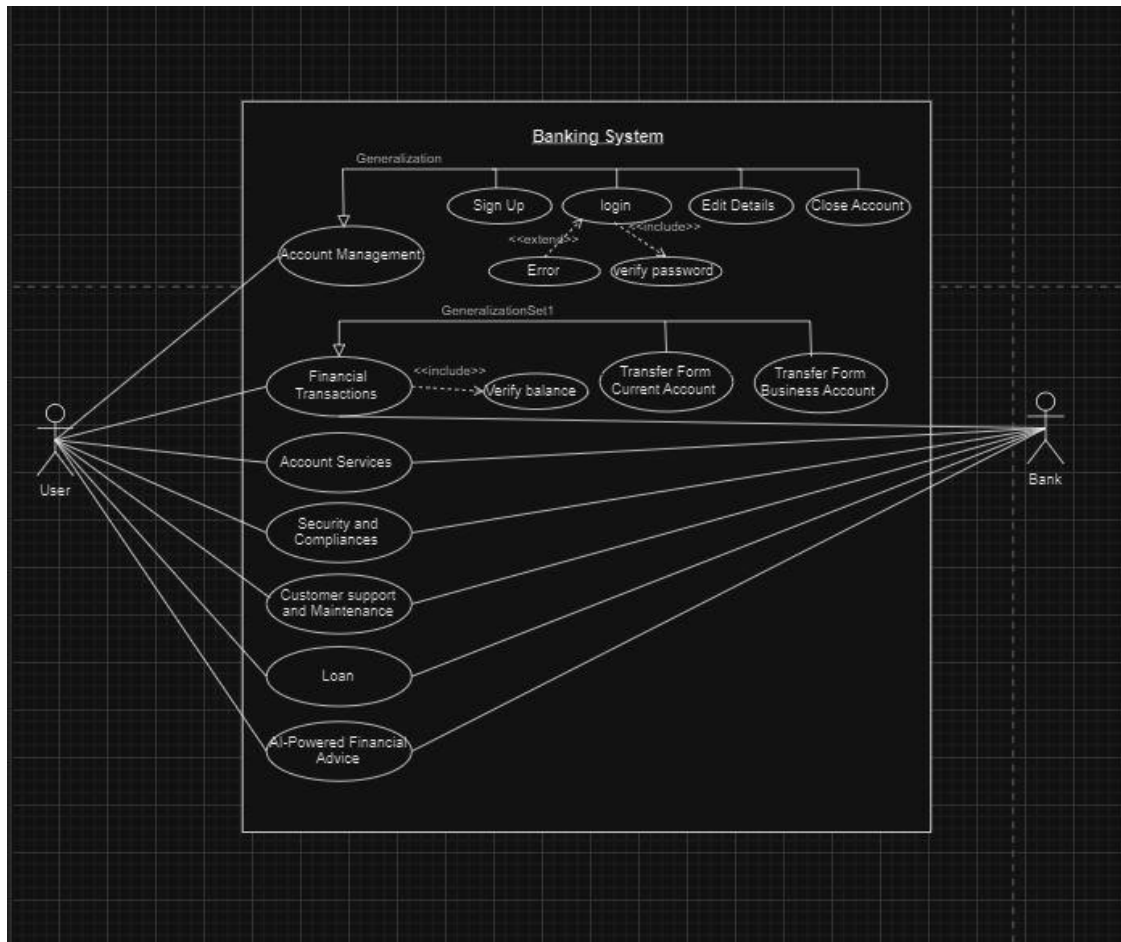 Banking System
Generalization
Sign Up
login
Edit Details
Close Account
<<extend>>
<<include>>
Account Management
Error
verify password
GeneralizationSet1
Financial
Transactions
<<include>>
Verify balance
Transfer Form
Current Account
Transfer Form
Business Account
Account Services
User
Bank
Security and
Compliances
Customer support
and Maintenance
Loan
AI-Powered Financial
Advice